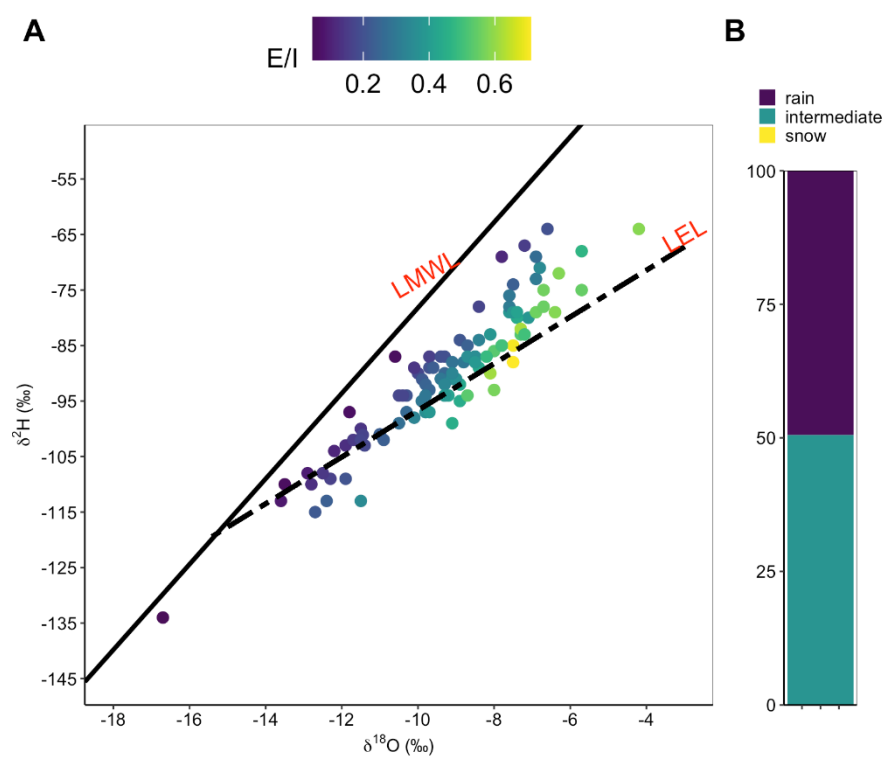 A
B
E/I
0.2 0.4 0.6
rain
intermediate
snow
LMWL
LEL
δ²H (‰)
-55
-65
-75
-85
-95
-105
-115
-125
-135
-145
-18 -16 -14 -12 -10 -8 -6 -4
δ¹⁸O (‰)
100
75
50
25
0